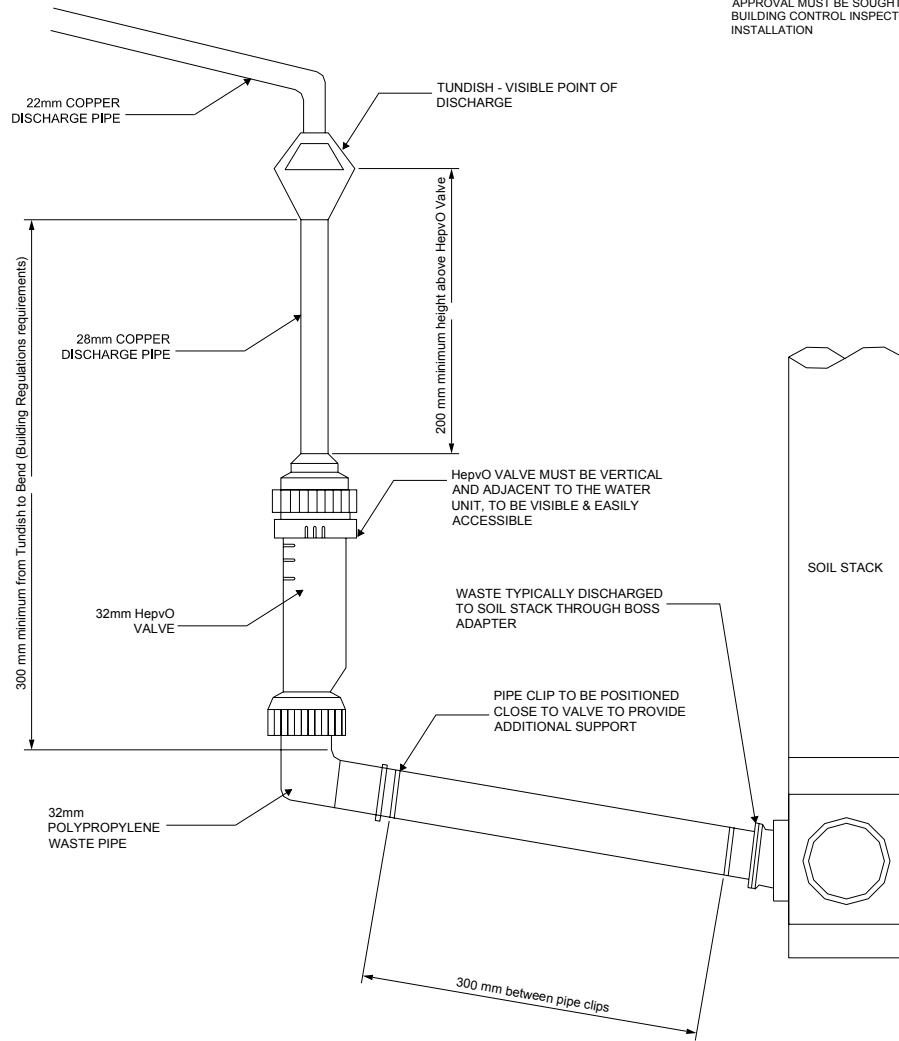 APPROVAL MUST BE SOUGHT
BUILDING CONTROL INSPECT
INSTALLATION
TUNDISH - VISIBLE POINT OF
DISCHARGE
22mm COPPER
DISCHARGE PIPE
300 mm minimum from Tundish to Bend (Building Regulations requirements)
200 mm minimum height above HepvO Valve
28mm COPPER
DISCHARGE PIPE
HepvO VALVE MUST BE VERTICAL
AND ADJACENT TO THE WATER
UNIT, TO BE VISIBLE & EASILY
ACCESSIBLE
SOIL STACK
WASTE TYPICALLY DISCHARGED
TO SOIL STACK THROUGH BOSS
ADAPTER
32mm HepvO
VALVE
PIPE CLIP TO BE POSITIONED
CLOSE TO VALVE TO PROVIDE
ADDITIONAL SUPPORT
32mm
POLYPROPYLENE
WASTE PIPE
300 mm between pipe clips